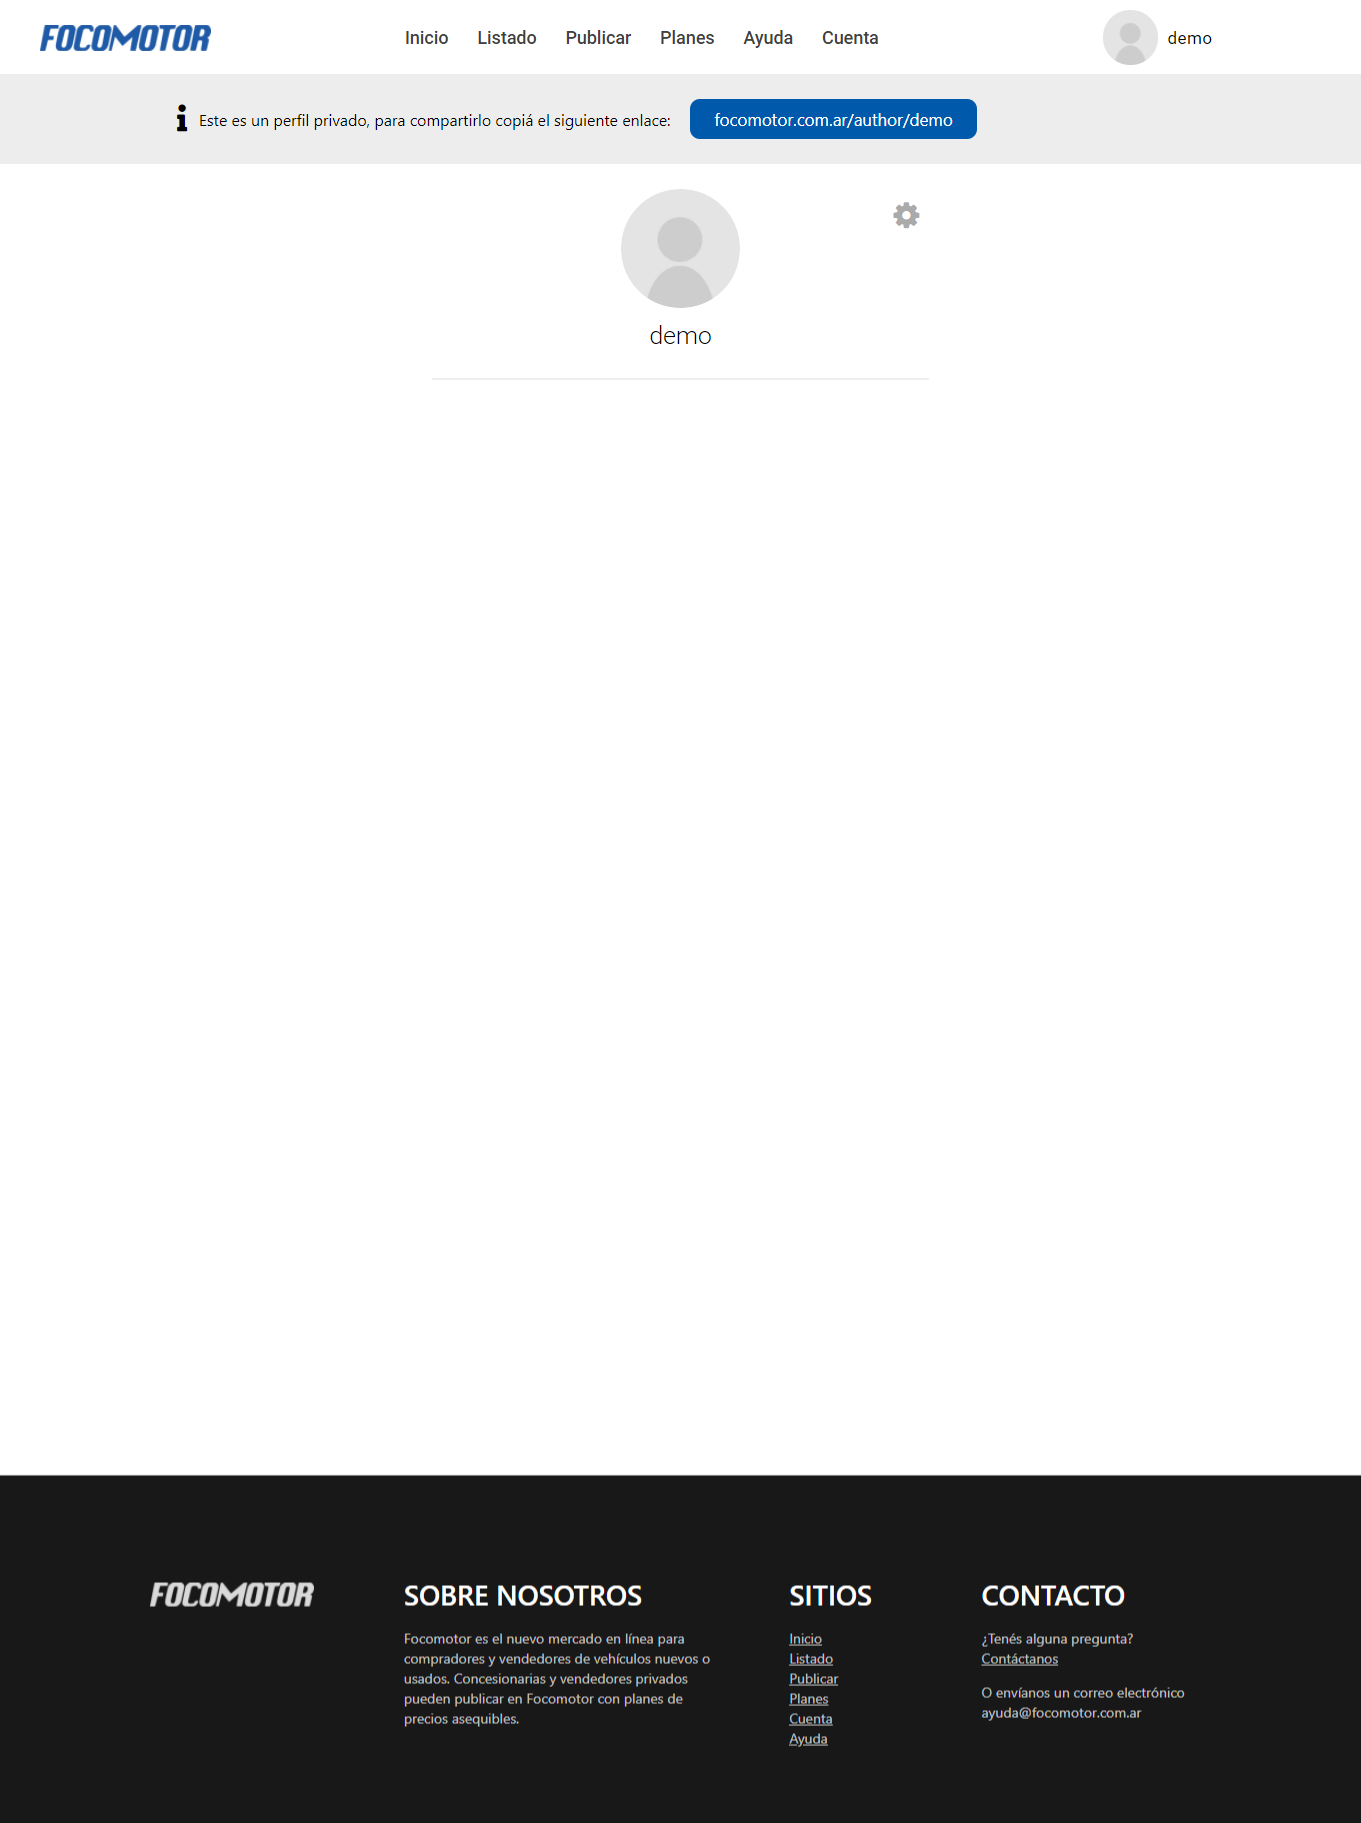 FOCOMOTOR
Inicio Listado Publicar Planes Ayuda Cuenta
demo
Este es un perfil privado, para compartirlo copiá el siguiente enlace:
focomotor.com.ar/author/demo
demo
FOCOMOTOR
SOBRE NOSOTROS
Focomotor es el nuevo mercado en línea para
compradores y vendedores de vehículos nuevos o
usados. Concesionarias y vendedores privados
pueden publicar en Focomotor con planes de
precios asequibles.
SITIOS
Inicio
Listado
Publicar
Planes
Cuenta
Ayuda
CONTACTO
¿Tenés alguna pregunta?
Contáctanos
O envíanos un correo electrónico
ayuda@focomotor.com.ar